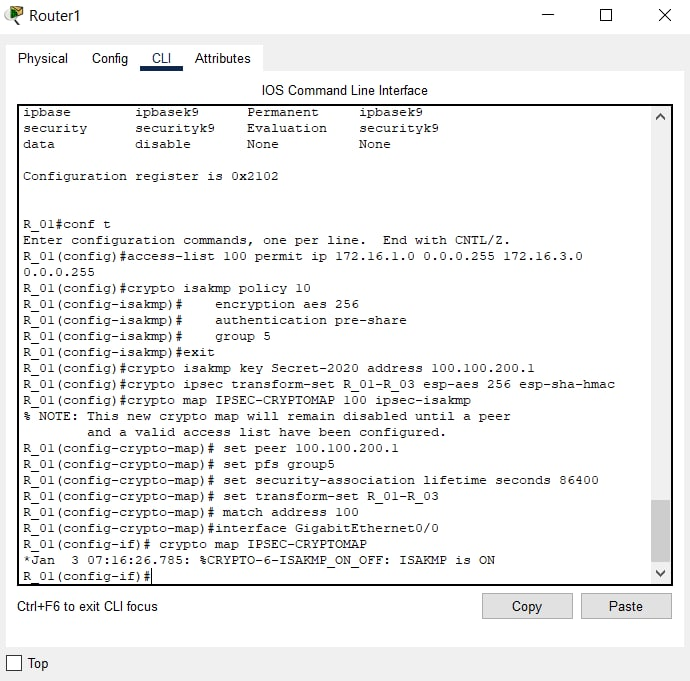 Router1
Physical Config CLI Attributes
IOS Command Line Interface
ipbase ipbasek9 Permanent ipbasek9
security securityk9 Evaluation securityk9
data disable None None
Configuration register is 0x2102
R_01#conf t
Enter configuration commands, one per line. End with CNTL/Z.
R_01(config)#access-list 100 permit ip 172.16.1.0 0.0.0.255 172.16.3.0
0.0.0.255
R_01(config)#crypto isakmp policy 10
R_01(config-isakmp)# encryption aes 256
R_01(config-isakmp)# authentication pre-share
R_01(config-isakmp)# group 5
R_01(config-isakmp)#exit
R_01(config)#crypto isakmp key Secret-2020 address 100.100.200.1
R_01(config)#crypto ipsec transform-set R_01-R_03 esp-aes 256 esp-sha-hmac
R_01(config)#crypto map IPSEC-CRYPTOMAP 100 ipsec-isakmp
% NOTE: This new crypto map will remain disabled until a peer
and a valid access list have been configured.
R_01(config-crypto-map)# set peer 100.100.200.1
R_01(config-crypto-map)# set pfs group5
R_01(config-crypto-map)# set security-association lifetime seconds 86400
R_01(config-crypto-map)# set transform-set R_01-R_03
R_01(config-crypto-map)# match address 100
R_01(config-crypto-map)#interface GigabitEthernet0/0
R_01(config-if)# crypto map IPSEC-CRYPTOMAP
*Jan 3 07:16:26.785: %CRYPTO-6-ISAKMP_ON_OFF: ISAKMP is ON
R_01(config-if)#
Ctrl+F6 to exit CLI focus
Copy Paste
Top